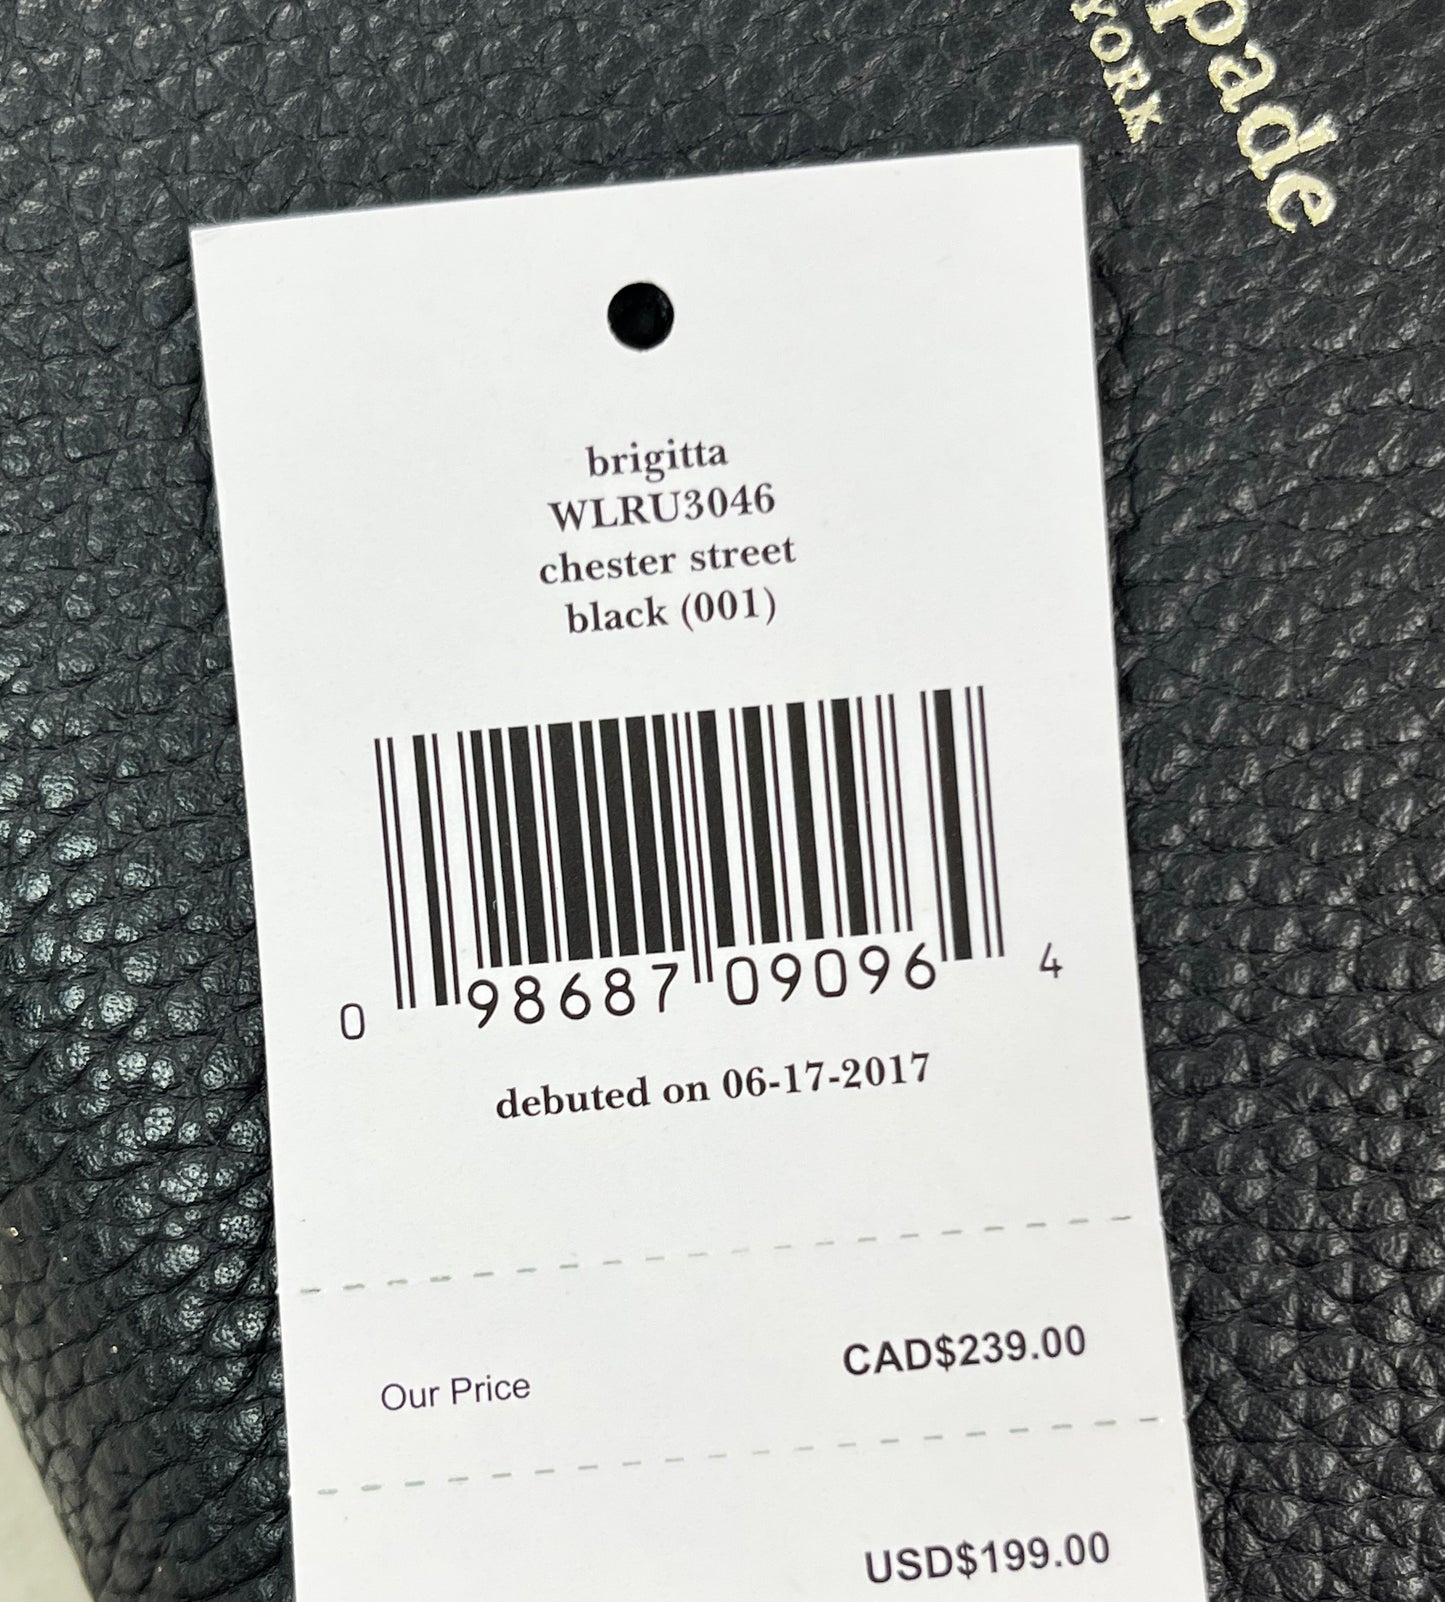 pade
YORK
brigitta
WLRU3046
chester street
black (001)
0 98687 09096 4
debuted on 06-17-2017
Our Price CAD$239.00
USD$199.00